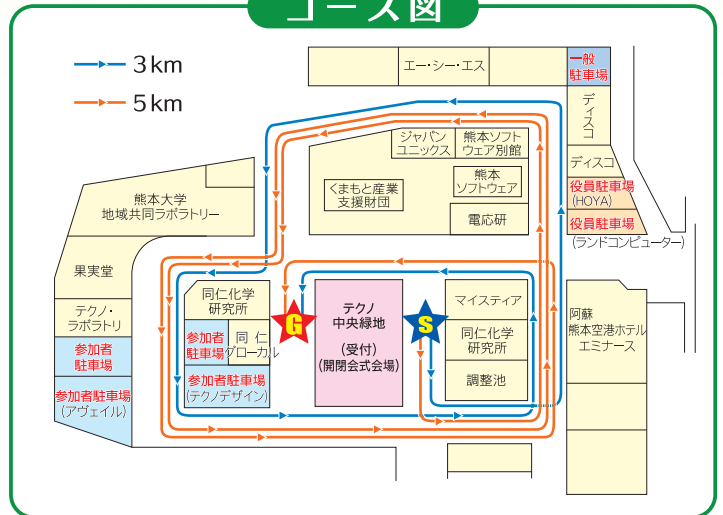 コース図
3km
5km
エー・シー・エス
一般
駐車場
ディスコ
ディスコ
役員駐車場
(HOYA)
役員駐車場
(ランドコンピューター)
ジャパン
ユニックス
熊本ソフト
ウェア別館
熊本
ソフトウェア
くまもと産業
支援財団
電応研
熊本大学
地域共同ラボラトリー
果実堂
テクノ・
ラボラトリ
参加者
駐車場
参加者駐車場
(アヴェイル)
同仁化学
研究所
参加者
駐車場
同仁
グローカル
参加者駐車場
(テクノデザイン)
G
テクノ
中央緑地
(受付)
(開閉会式会場)
S
マイスティア
同仁化学
研究所
調整池
阿蘇
熊本空港ホテル
エミナース